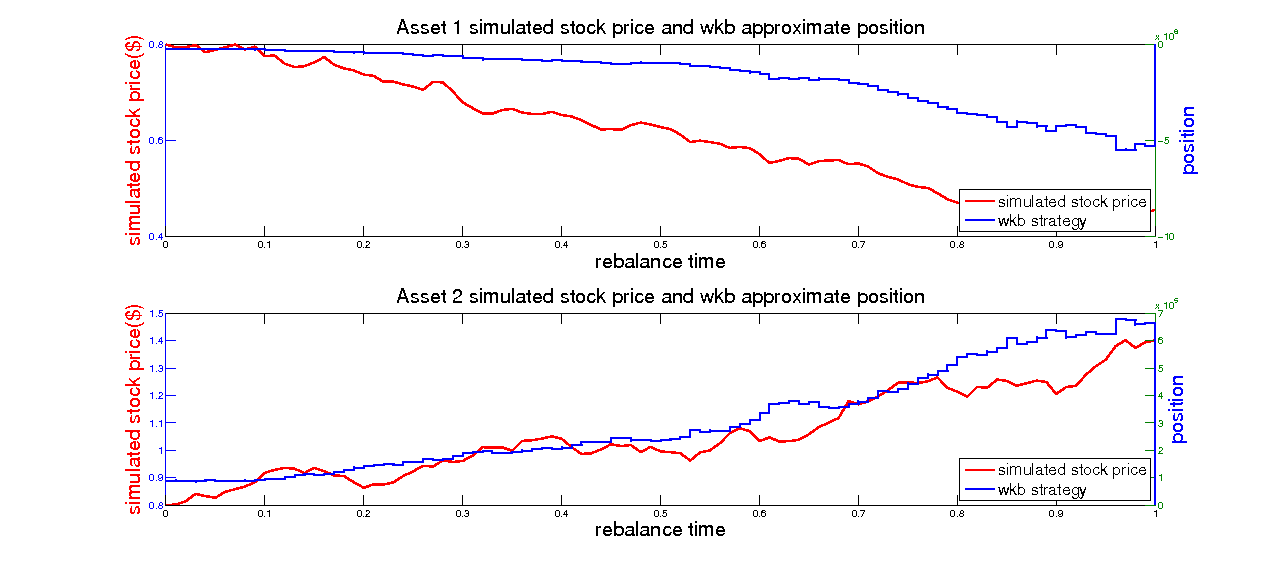 Asset 1 simulated stock price and wkb approximate position
simulated stock price($)
0.8
0.6
0.4
0
-5
-10
position
simulated stock price
wkb strategy
0 0.1 0.2 0.3 0.4 0.5 0.6 0.7 0.8 0.9 1
rebalance time
Asset 2 simulated stock price and wkb approximate position
simulated stock price($)
1.5
1.4
1.3
1.2
1.1
1
0.9
0.8
7
6
5
4
3
2
1
0
position
simulated stock price
wkb strategy
0 0.1 0.2 0.3 0.4 0.5 0.6 0.7 0.8 0.9 1
rebalance time